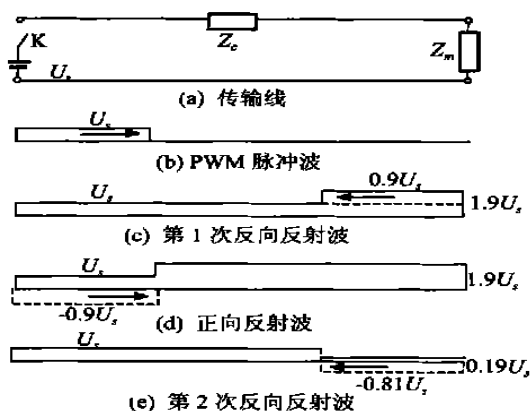 K
Z_c
Z_m
U_s
(a) 传输线
U_s
(b) PWM 脉冲波
U_s
0.9U_s
1.9U_s
(c) 第 1 次反向反射波
U_s
1.9U_s
-0.9U_s
(d) 正向反射波
U_s
0.19U_s
-0.81U_s
(e) 第 2 次反向反射波